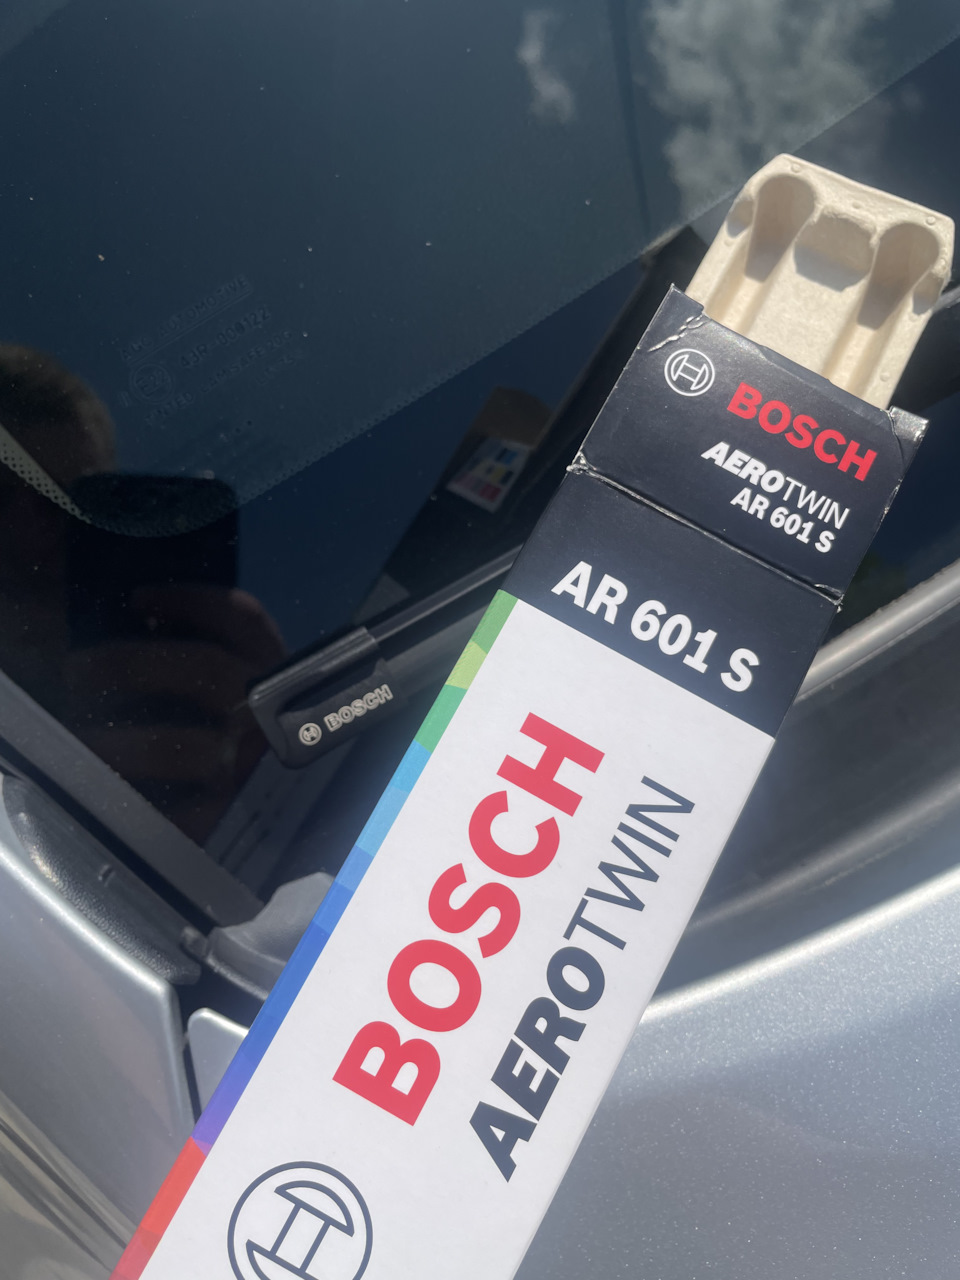 BOSCH
AEROTWIN
AR 601 S
AR 601 S
BOSCH
AEROTWIN
BOSCH